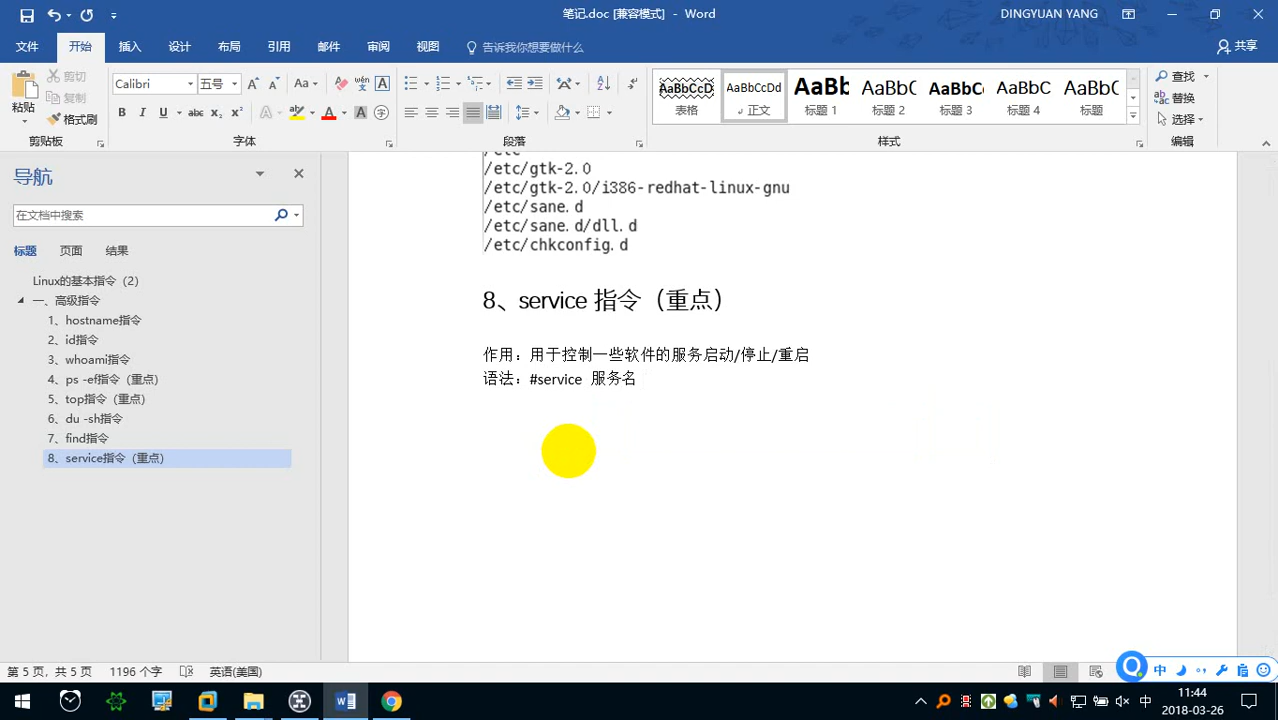 笔记.doc [兼容模式] - Word
DINGYUAN YANG
文件 开始 插入 设计 布局 引用 邮件 审阅 视图 告诉我你想要做什么 共享
粘贴
剪切
复制
格式刷
剪贴板
Calibri 五号
字体
段落
AaBbCcD 表格
AaBbCcDd 正文
AaBb 标题 1
AaBbC 标题 2
AaBbC 标题 3
AaBbC 标题 4
AaBbC 标题
样式
查找
替换
选择
编辑
导航
在文档中搜索
标题 页面 结果
Linux的基本指令（2）
一、高级指令
1、hostname指令
2、id指令
3、whoami指令
4、ps -ef指令（重点）
5、top指令（重点）
6、du -sh指令
7、find指令
8、service指令（重点）
/etc
/etc/gtk-2.0
/etc/gtk-2.0/i386-redhat-linux-gnu
/etc/sane.d
/etc/sane.d/dll.d
/etc/chkconfig.d
8、service 指令（重点）
作用：用于控制一些软件的服务启动/停止/重启
语法：#service 服务名
第 5 页，共 5 页 1196 个字 英语(美国)
中
中
11:44
2018-03-26